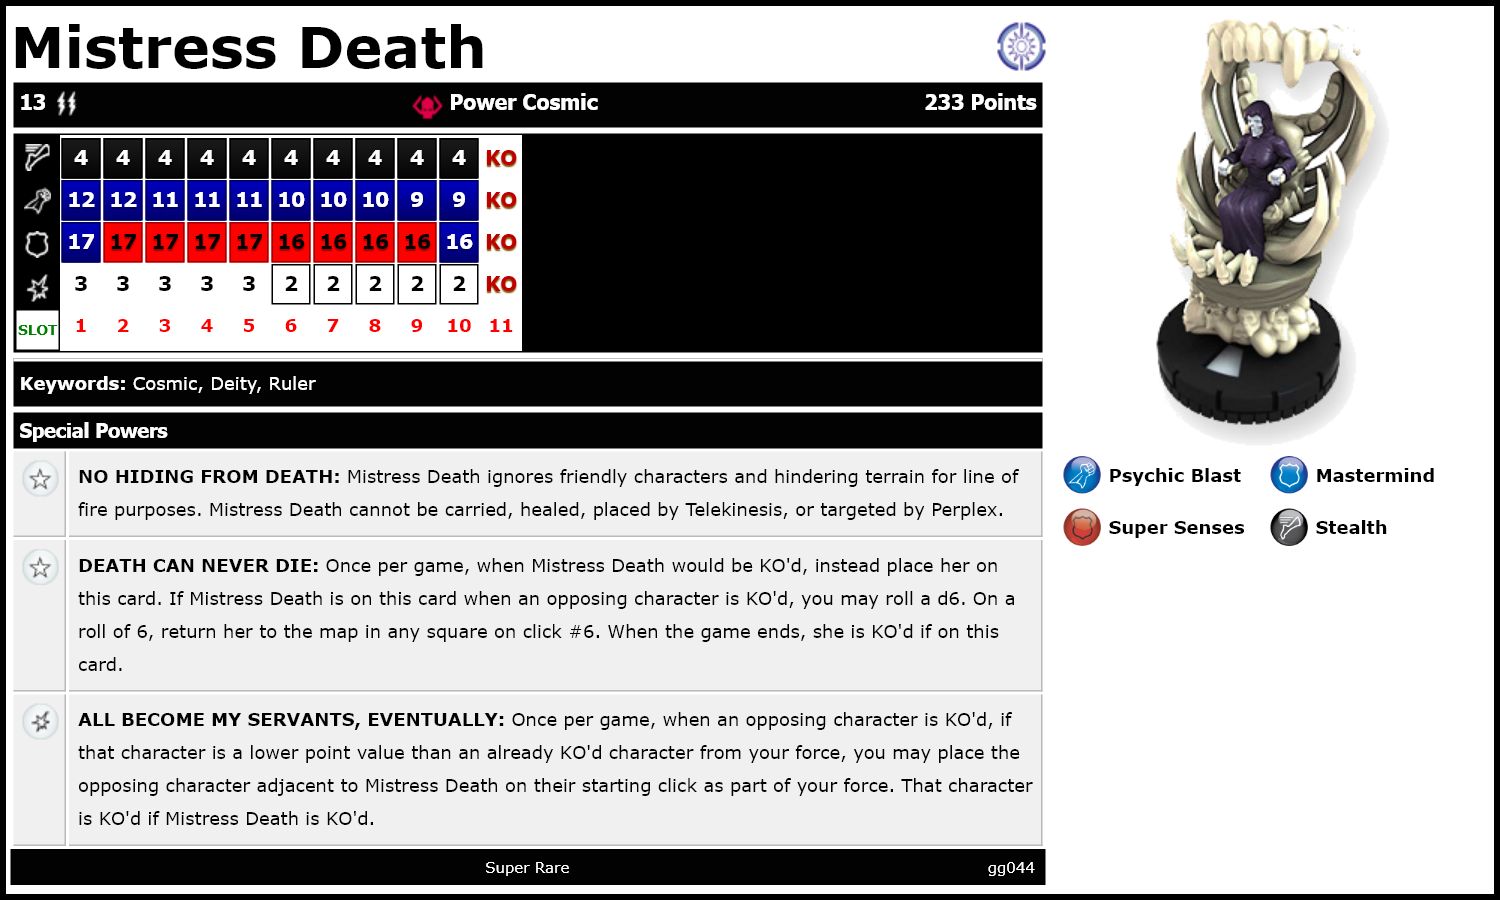 Mistress Death
13 Power Cosmic 233 Points
4 4 4 4 4 4 4 4 4 4 KO
12 12 11 11 11 10 10 10 9 9 KO
17 17 17 17 17 16 16 16 16 16 KO
3 3 3 3 3 2 2 2 2 2 KO
SLOT 1 2 3 4 5 6 7 8 9 10 11
Keywords: Cosmic, Deity, Ruler
Special Powers
NO HIDING FROM DEATH: Mistress Death ignores friendly characters and hindering terrain for line of
fire purposes. Mistress Death cannot be carried, healed, placed by Telekinesis, or targeted by Perplex.
DEATH CAN NEVER DIE: Once per game, when Mistress Death would be KO'd, instead place her on
this card. If Mistress Death is on this card when an opposing character is KO'd, you may roll a d6. On a
roll of 6, return her to the map in any square on click #6. When the game ends, she is KO'd if on this
card.
ALL BECOME MY SERVANTS, EVENTUALLY: Once per game, when an opposing character is KO'd, if
that character is a lower point value than an already KO'd character from your force, you may place the
opposing character adjacent to Mistress Death on their starting click as part of your force. That character
is KO'd if Mistress Death is KO'd.
Super Rare gg044
Psychic Blast Mastermind
Super Senses Stealth